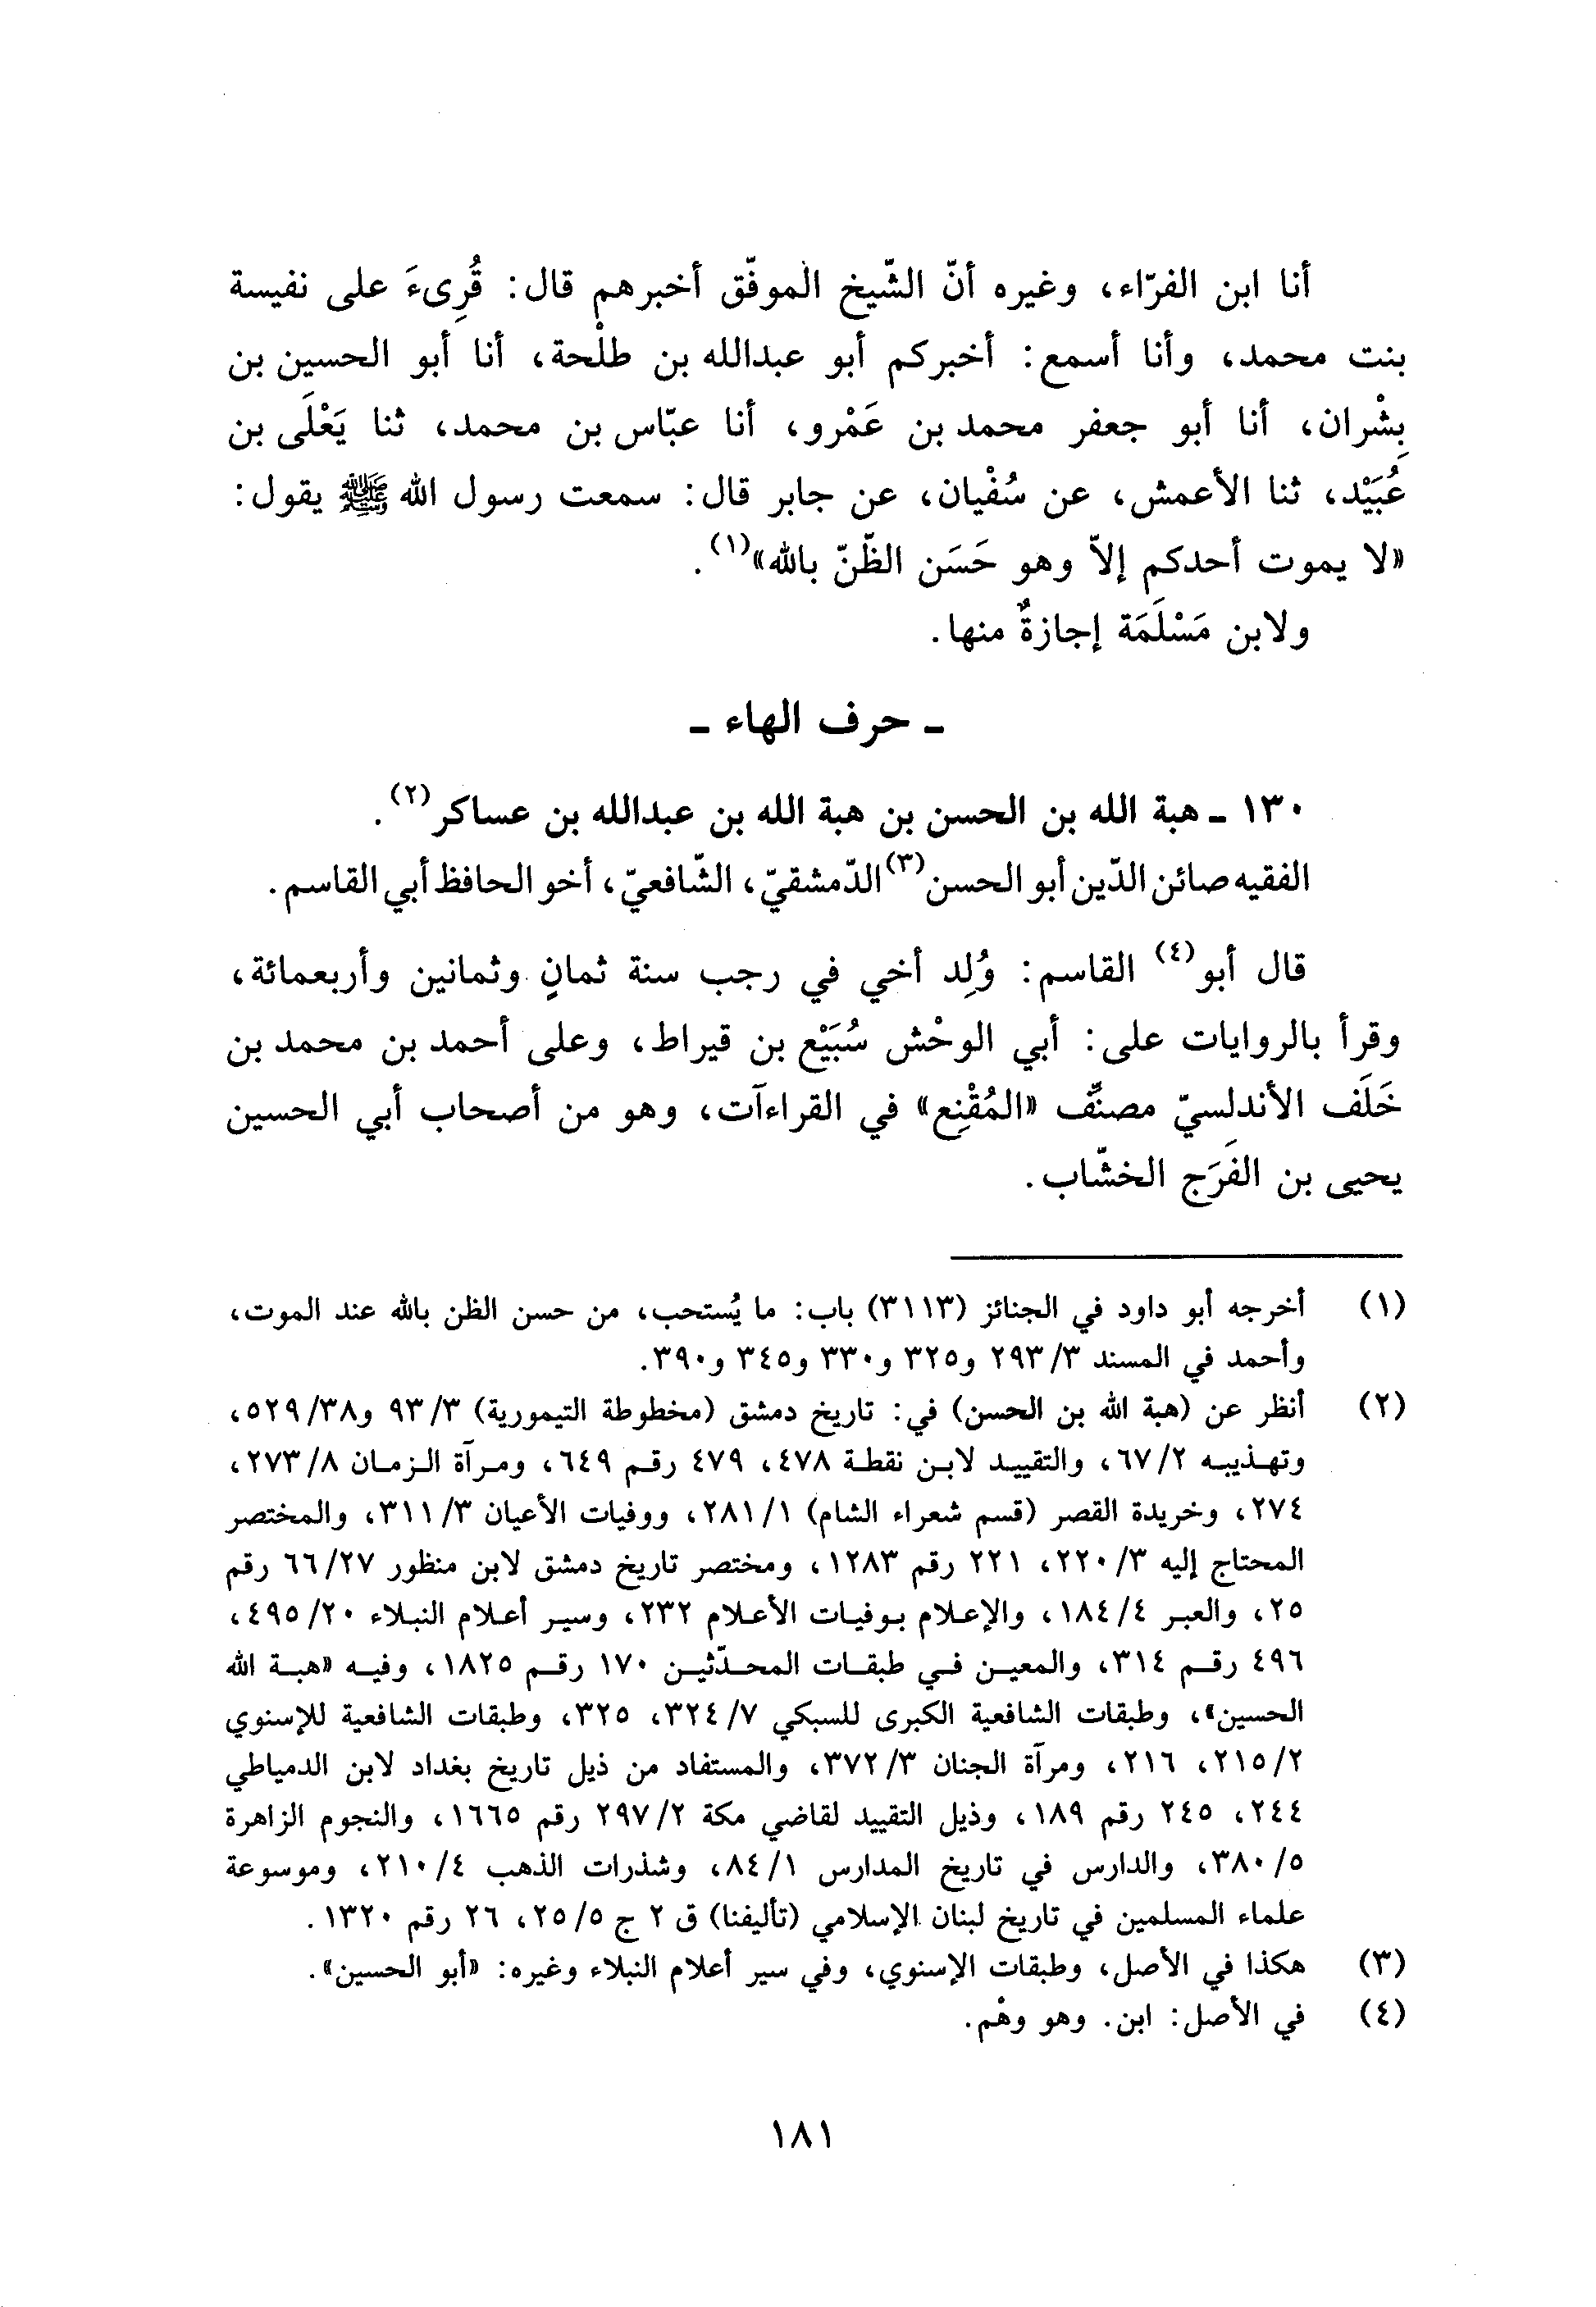 أنا ابن الفرّاء، وغيره أنّ الشّيخ الموفّق أخبرهم قال: قُرِىءَ على نفيسة
بنت محمد، وأنا أسمع: أخبركم أبو عبدالله بن طلْحة، أنا أبو الحسين بن
بِشْران، أنا أبو جعفر محمد بن عَمْرو، أنا عبّاس بن محمد، ثنا يَعْلَى بن
عُبَيْد، ثنا الأعمش، عن سُفْيان، عن جابر قال: سمعت رسول الله ﷺ يقول:
«لا يموت أحدكم إلاّ وهو حَسَن الظّنّ بالله»(١).
ولابن مَسْلَمَة إجازةٌ منها.
ـ حرف الهاء ـ
١٣٠ ـ هبة الله بن الحسن بن هبة الله بن عبدالله بن عساكر(٢).
الفقيه صائن الدّين أبو الحسن(٣) الدّمشقيّ، الشّافعيّ، أخو الحافظ أبي القاسم.
قال أبو(٤) القاسم: وُلِد أخي في رجب سنة ثمانٍ وثمانين وأربعمائة،
وقرأ بالروايات على: أبي الوحْش سُبَيْع بن قيراط، وعلى أحمد بن محمد بن
خَلَف الأندلسيّ مصنِّف «المُقْنِع» في القراءآت، وهو من أصحاب أبي الحسين
يحيى بن الفَرَج الخشّاب.
(١) أخرجه أبو داود في الجنائز (٣١١٣) باب: ما يُستحب، من حسن الظن بالله عند الموت،
وأحمد في المسند ٢٩٣/٣ و٣٢٥ و٣٣٠ و٣٤٥ و٣٩٠.
(٢) أنظر عن (هبة الله بن الحسن) في: تاريخ دمشق (مخطوطة التيمورية) ٩٣/٣ و٥٢٩/٣٨،
وتهذيبه ٦٧/٢، والتقييد لابن نقطة ٤٧٨، ٤٧٩ رقم ٦٤٩، ومرآة الزمان ٢٧٣/٨،
٢٧٤، وخريدة القصر (قسم شعراء الشام) ٢٨١/١، ووفيات الأعيان ٣١١/٣، والمختصر
المحتاج إليه ٢٢٠/٣، ٢٢١ رقم ١٢٨٣، ومختصر تاريخ دمشق لابن منظور ٦٦/٢٧ رقم
٢٥، والعبر ١٨٤/٤، والإعلام بوفيات الأعلام ٢٣٢، وسير أعلام النبلاء ٤٩٥/٢٠،
٤٩٦ رقم ٣١٤، والمعين في طبقات المحدّثين ١٧٠ رقم ١٨٢٥، وفيه «هبة الله
الحسين»، وطبقات الشافعية الكبرى للسبكي ٣٢٤/٧، ٣٢٥، وطبقات الشافعية للإسنوي
٢١٥/٢، ٢١٦، ومرآة الجنان ٣٧٢/٣، والمستفاد من ذيل تاريخ بغداد لابن الدمياطي
٢٤٤، ٢٤٥ رقم ١٨٩، وذيل التقييد لقاضي مكة ٢٩٧/٢ رقم ١٦٦٥، والنجوم الزاهرة
٣٨٠/٥، والدارس في تاريخ المدارس ٨٤/١، وشذرات الذهب ٢١٠/٤، وموسوعة
علماء المسلمين في تاريخ لبنان الإسلامي (تأليفنا) ق ٢ ج ٢٥/٥، ٢٦ رقم ١٣٢٠.
(٣) هكذا في الأصل، وطبقات الإسنوي، وفي سير أعلام النبلاء وغيره: «أبو الحسين».
(٤) في الأصل: ابن. وهو وهْم.
١٨١